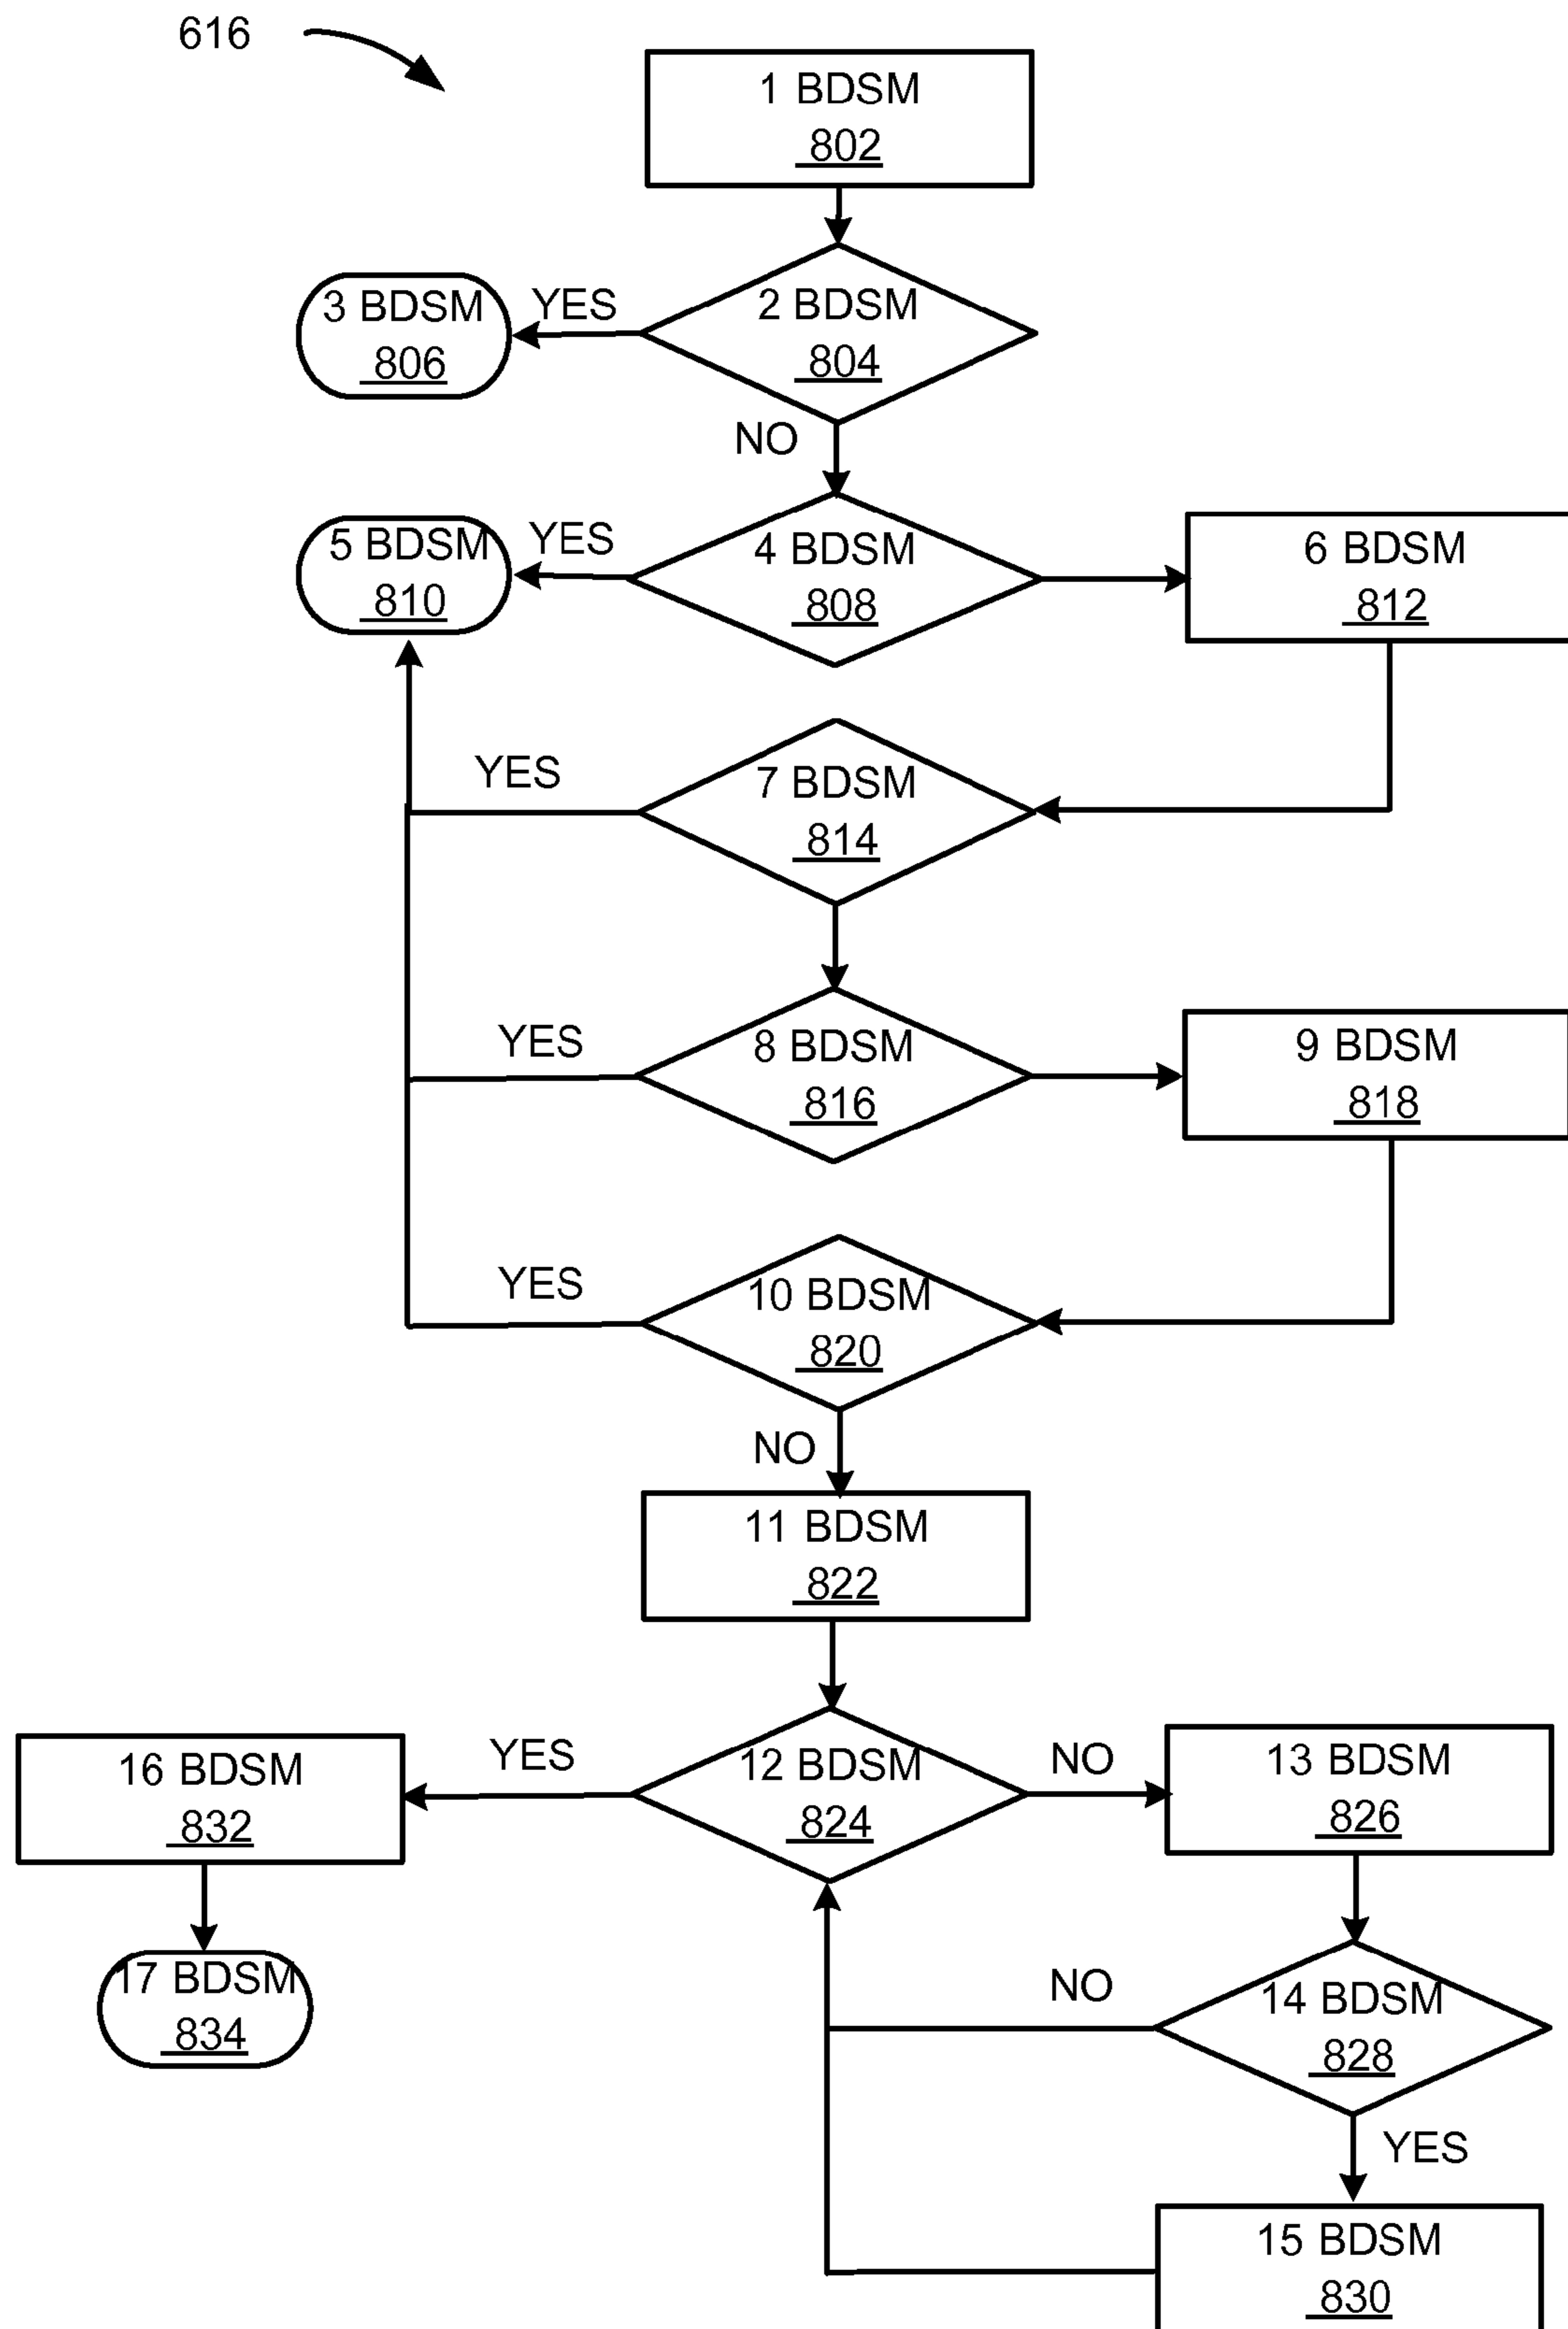 616
1 BDSM
802
2 BDSM
804
YES
3 BDSM
806
NO
4 BDSM
808
YES
5 BDSM
810
6 BDSM
812
7 BDSM
814
YES
8 BDSM
816
YES
9 BDSM
818
10 BDSM
820
YES
NO
11 BDSM
822
12 BDSM
824
YES
16 BDSM
832
NO
13 BDSM
826
17 BDSM
834
14 BDSM
828
NO
YES
15 BDSM
830